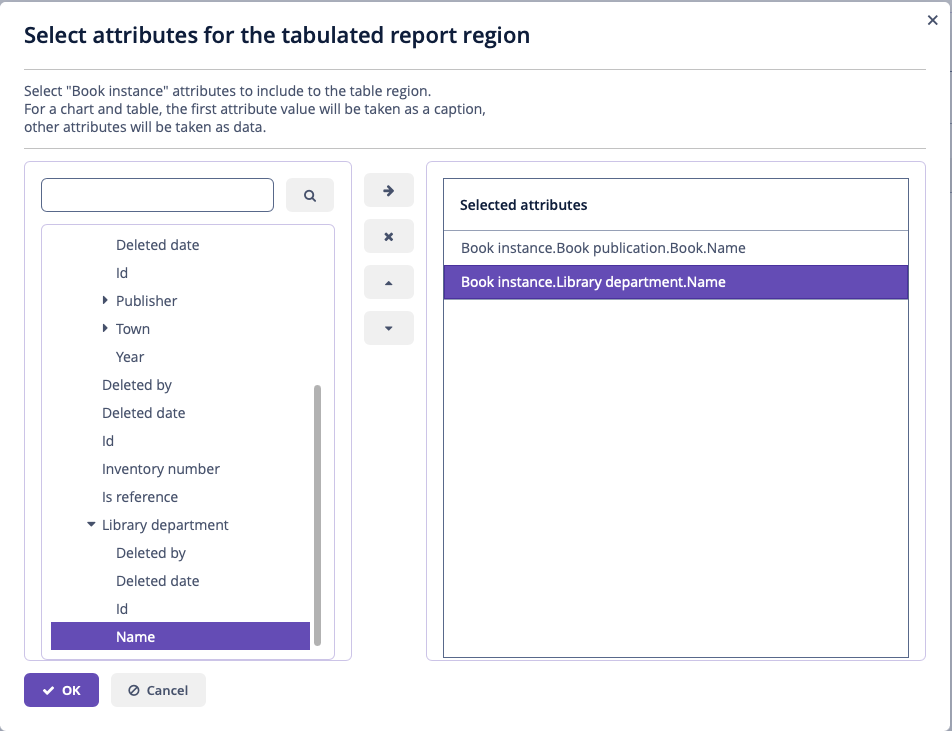 Select attributes for the tabulated report region
Select "Book instance" attributes to include to the table region.
For a chart and table, the first attribute value will be taken as a caption,
other attributes will be taken as data.
Deleted date
Id
Publisher
Town
Year
Deleted by
Deleted date
Id
Inventory number
Is reference
Library department
Deleted by
Deleted date
Id
Name
Selected attributes
Book instance.Book publication.Book.Name
Book instance.Library department.Name
OK
Cancel